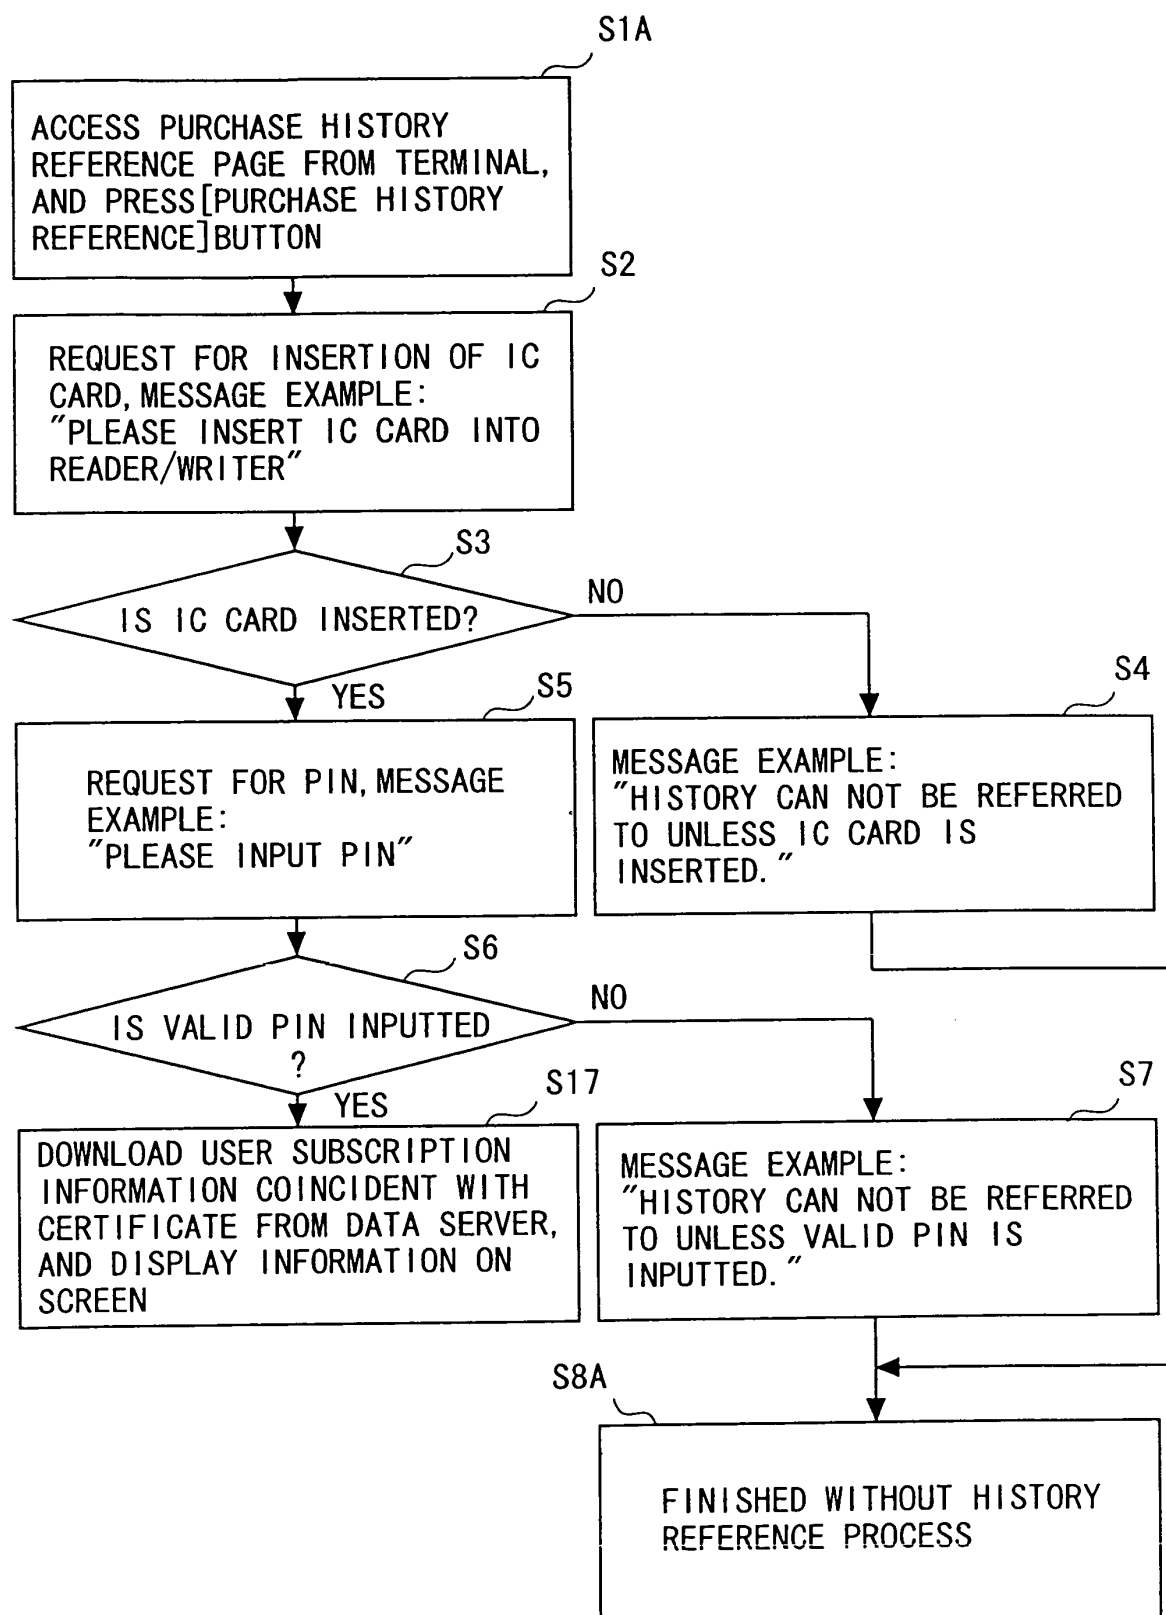 S1A
ACCESS PURCHASE HISTORY
REFERENCE PAGE FROM TERMINAL,
AND PRESS[PURCHASE HISTORY
REFERENCE]BUTTON
S2
REQUEST FOR INSERTION OF IC
CARD, MESSAGE EXAMPLE:
"PLEASE INSERT IC CARD INTO
READER/WRITER"
S3
IS IC CARD INSERTED?
NO
YES
S5
REQUEST FOR PIN, MESSAGE
EXAMPLE:
"PLEASE INPUT PIN"
S4
MESSAGE EXAMPLE:
"HISTORY CAN NOT BE REFERRED
TO UNLESS IC CARD IS
INSERTED."
S6
IS VALID PIN INPUTTED
?
NO
YES
S17
DOWNLOAD USER SUBSCRIPTION
INFORMATION COINCIDENT WITH
CERTIFICATE FROM DATA SERVER,
AND DISPLAY INFORMATION ON
SCREEN
S7
MESSAGE EXAMPLE:
"HISTORY CAN NOT BE REFERRED
TO UNLESS VALID PIN IS
INPUTTED."
S8A
FINISHED WITHOUT HISTORY
REFERENCE PROCESS